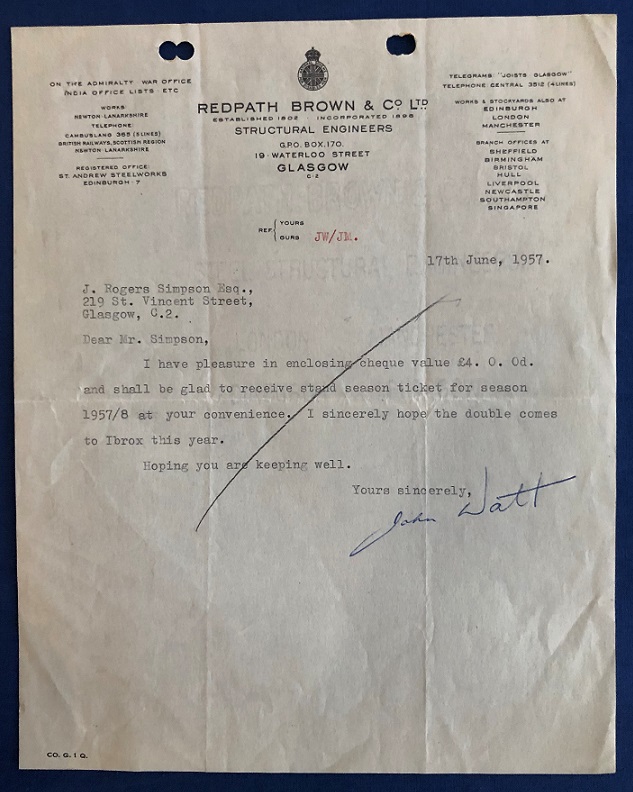 ON THE ADMIRALTY WAR OFFICE
INDIA OFFICE LISTS ETC
WORKS
NEWTON·LANARKSHIRE
TELEPHONE
CAMBUSLANG 365 (5 LINES)
BRITISH RAILWAYS, SCOTTISH REGION
NEWTON·LANARKSHIRE
REGISTERED OFFICE:
ST. ANDREW STEELWORKS
EDINBURGH·7
REDPATH BROWN & Cº LTD
ESTABLISHED 1802 · INCORPORATED 1896
STRUCTURAL ENGINEERS
G.P.O. BOX, 170.
19·WATERLOO STREET
GLASGOW
C·2
TELEGRAMS: "JOISTS GLASGOW"
TELEPHONE: CENTRAL 3512 (4 LINES)
WORKS & STOCKYARDS ALSO AT
EDINBURGH
LONDON
MANCHESTER
BRANCH OFFICES AT
SHEFFIELD
BIRMINGHAM
BRISTOL
HULL
LIVERPOOL
NEWCASTLE
SOUTHAMPTON
SINGAPORE
REF. YOURS
OURS JW/JM.
17th June, 1957.
J. Rogers Simpson Esq.,
219 St. Vincent Street,
Glasgow, C.2.
Dear Mr. Simpson,
I have pleasure in enclosing cheque value £4. 0. 0d.
and shall be glad to receive stand season ticket for season
1957/8 at your convenience. I sincerely hope the double comes
to Ibrox this year.
Hoping you are keeping well.
Yours sincerely,
John Watt
CO. G. 1 Q.